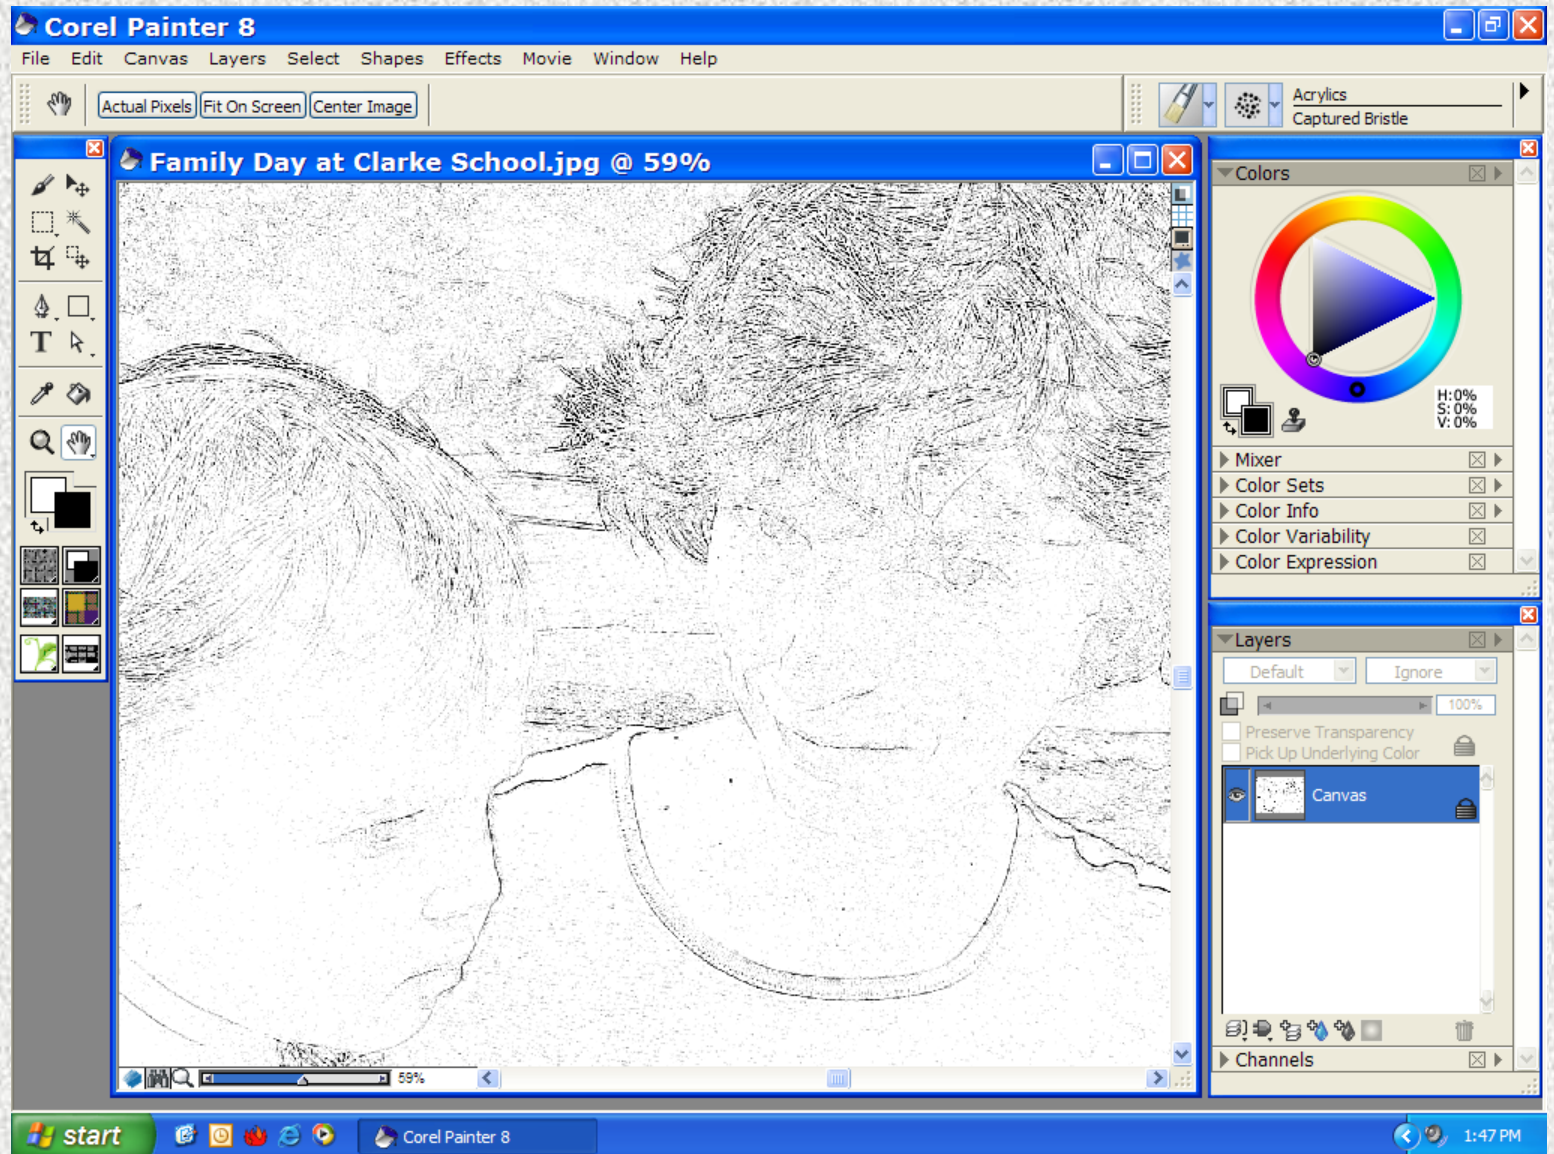 Corel Painter 8
File Edit Canvas Layers Select Shapes Effects Movie Window Help
Actual Pixels Fit On Screen Center Image
Acrylics
Captured Bristle
Family Day at Clarke School.jpg @ 59%
T
59%
Colors
H: 0%
S: 0%
V: 0%
Mixer
Color Sets
Color Info
Color Variability
Color Expression
Layers
Default Ignore
100%
Preserve Transparency
Pick Up Underlying Color
Canvas
Channels
start Corel Painter 8 1:47 PM